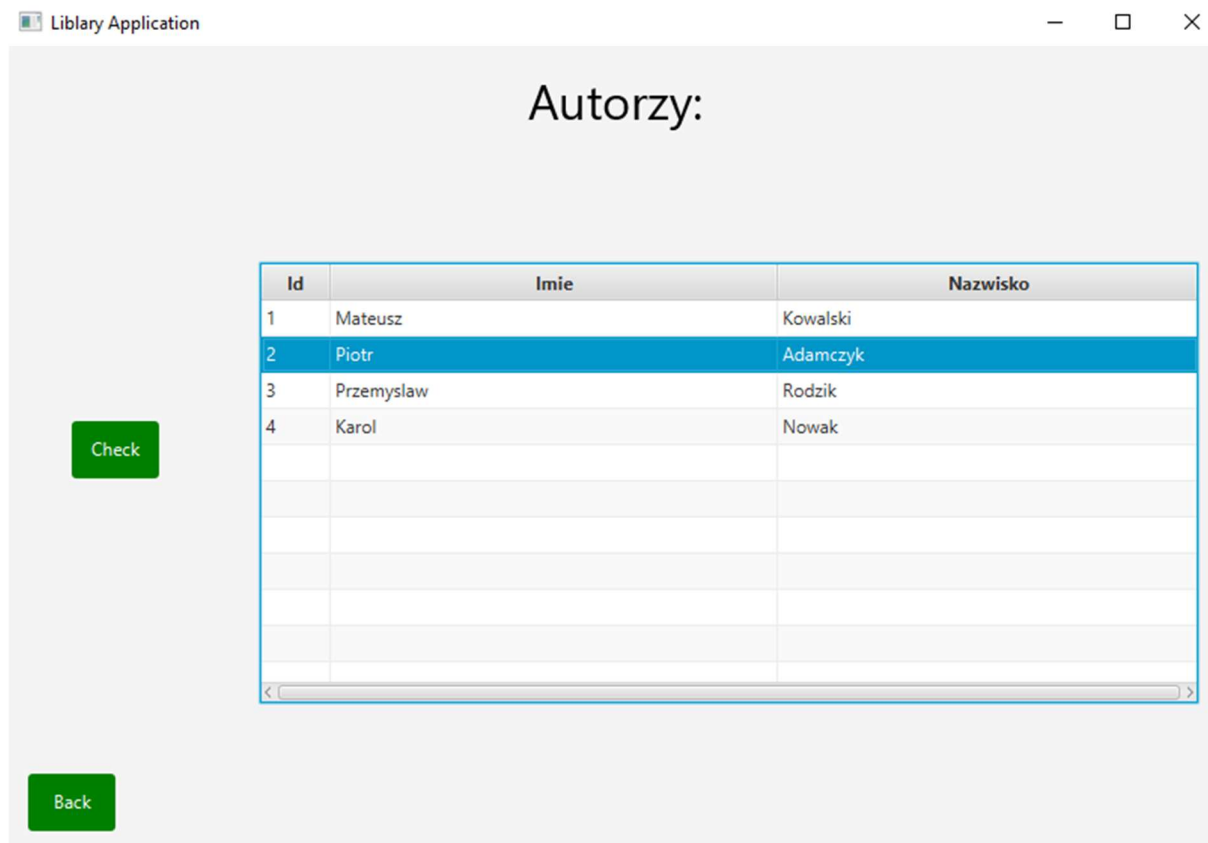 Liblary Application
Autorzy:
Id Imie Nazwisko
1 Mateusz Kowalski
2 Piotr Adamczyk
3 Przemyslaw Rodzik
4 Karol Nowak
Check
Back